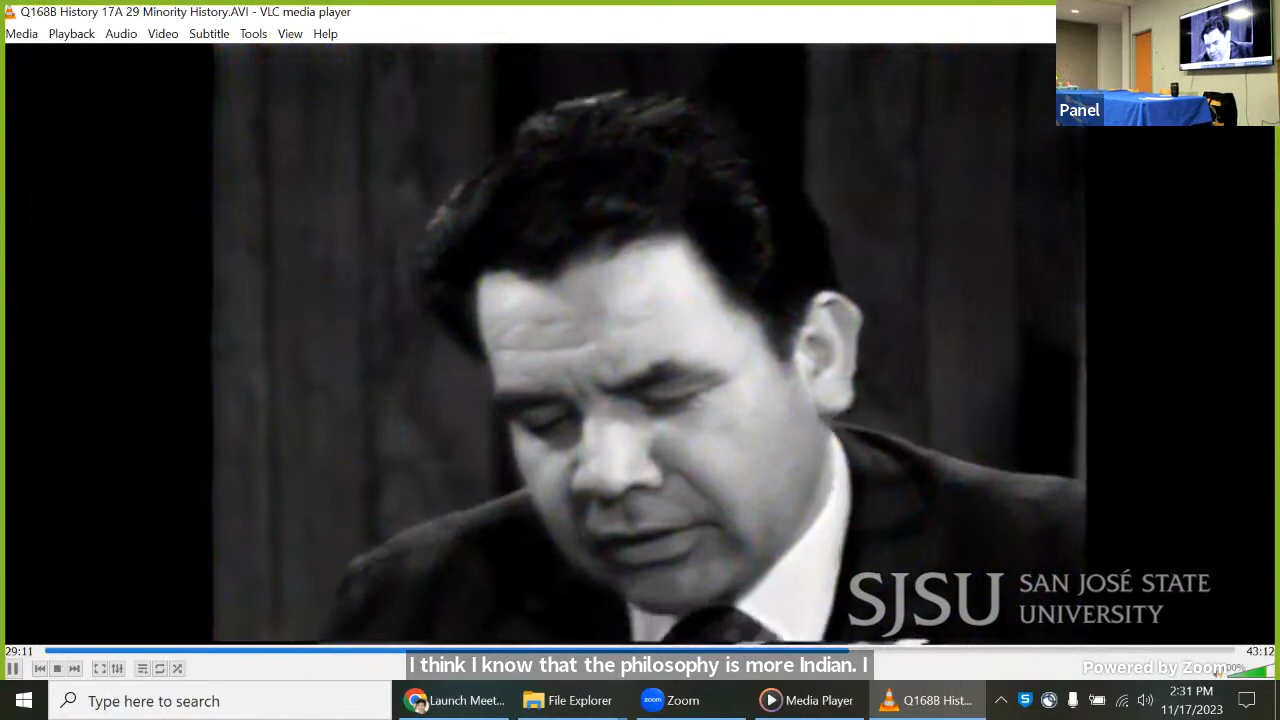 Q168B History 17A 29 Minority History.AVI - VLC media player
Media Playback Audio Video Subtitle Tools View Help
Panel
SJSU SAN JOSÉ STATE
UNIVERSITY
29:11
43:12
I think I know that the philosophy is more Indian. I
Powered by Zoom
Type here to search
Launch Meet...
File Explorer
zoom
Zoom
Media Player
Q168B Hist...
2:31 PM
11/17/2023